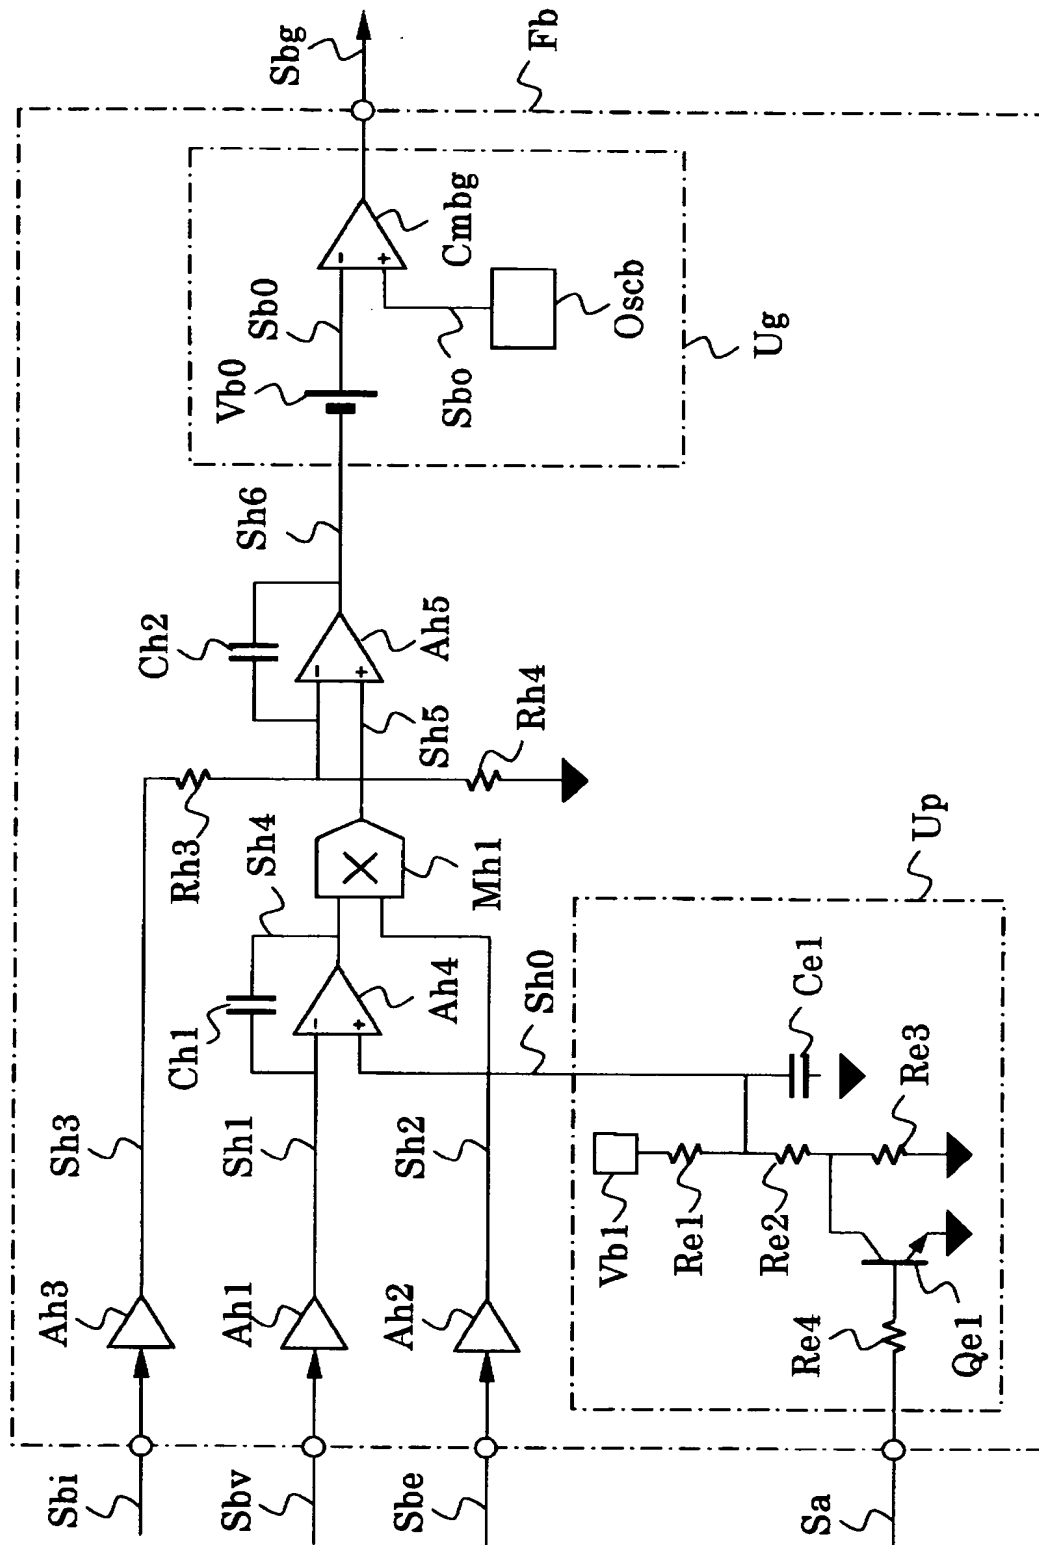 Sbi
Ah3
Sh3
Rh3
Sbv
Ah1
Sh1
Ch1
-
+
Ah4
Sh4
×
Mh1
Sbe
Ah2
Sh2
Sh0
Sh5
Rh4
Ch2
-
+
Ah5
Sh6
Vb0
Sb0
-
+
Cmbg
Sbo
Oscb
Ug
Sbg
Fb
Sa
Re4
Qe1
Vb1
Re1
Re2
Re3
Ce1
Up